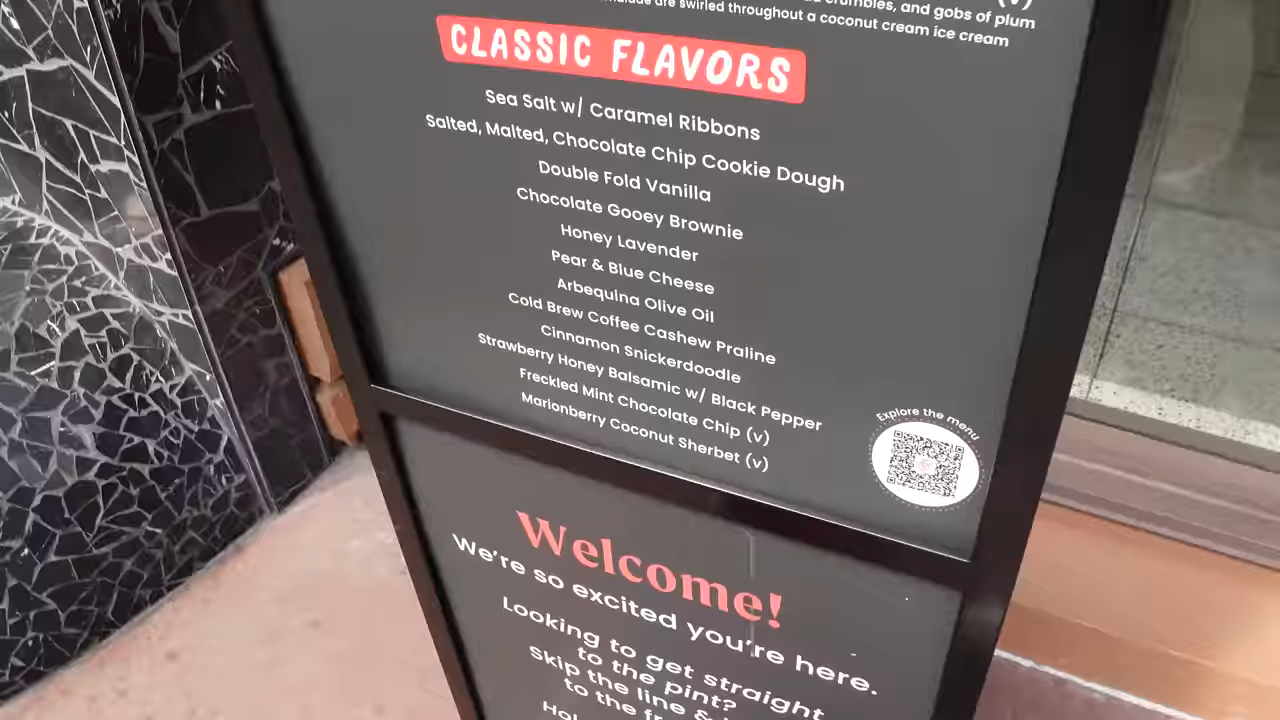 (v)
crumbles, and gobs of plum
are swirled throughout a coconut cream ice cream
CLASSIC FLAVORS
Sea Salt w/ Caramel Ribbons
Salted, Malted, Chocolate Chip Cookie Dough
Double Fold Vanilla
Chocolate Gooey Brownie
Honey Lavender
Pear & Blue Cheese
Arbequina Olive Oil
Cold Brew Coffee Cashew Praline
Cinnamon Snickerdoodle
Strawberry Honey Balsamic w/ Black Pepper
Freckled Mint Chocolate Chip (v)
Marionberry Coconut Sherbet (v)
Explore the menu
Welcome!
We're so excited you're here.
Looking to get straight
to the pint?
Skip the line &
to the